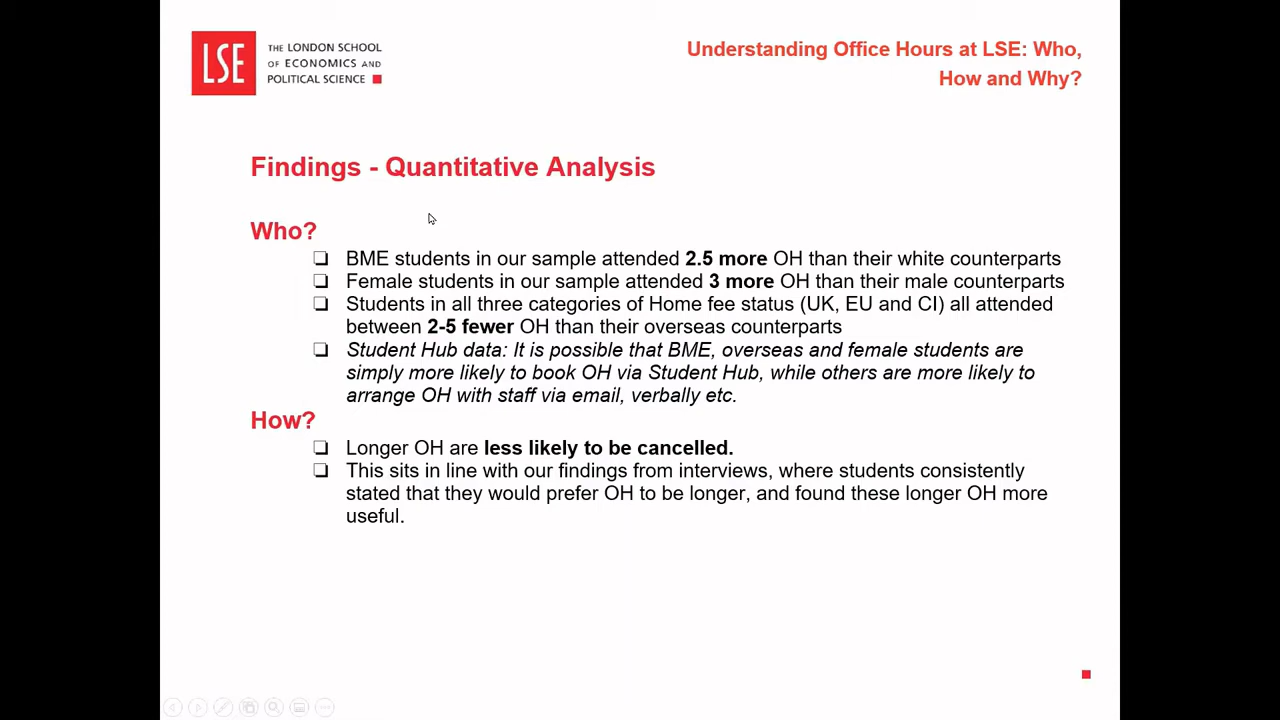 LSE
THE LONDON SCHOOL
OF ECONOMICS AND
POLITICAL SCIENCE
Understanding Office Hours at LSE: Who,
How and Why?
Findings - Quantitative Analysis
Who?
BME students in our sample attended 2.5 more OH than their white counterparts
Female students in our sample attended 3 more OH than their male counterparts
Students in all three categories of Home fee status (UK, EU and CI) all attended
between 2-5 fewer OH than their overseas counterparts
Student Hub data: It is possible that BME, overseas and female students are
simply more likely to book OH via Student Hub, while others are more likely to
arrange OH with staff via email, verbally etc.
How?
Longer OH are less likely to be cancelled.
This sits in line with our findings from interviews, where students consistently
stated that they would prefer OH to be longer, and found these longer OH more
useful.